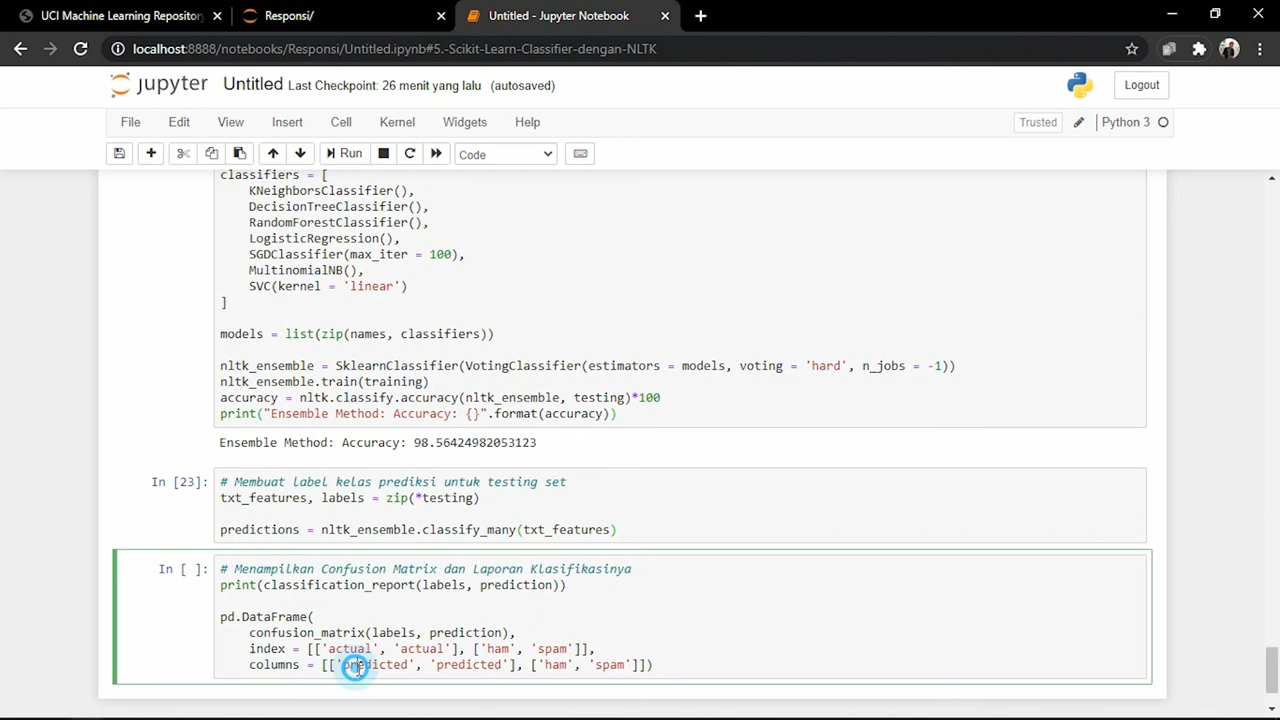 UCI Machine Learning Repository
Responsi/
Untitled - Jupyter Notebook
localhost:8888/notebooks/Responsi/Untitled.ipynb#5.-Scikit-Learn-Classifier-dengan-NLTK
jupyter Untitled Last Checkpoint: 26 menit yang lalu (autosaved)
Logout
File Edit View Insert Cell Kernel Widgets Help
Trusted Python 3
Run Code
classifiers = [
KNeighborsClassifier(),
DecisionTreeClassifier(),
RandomForestClassifier(),
LogisticRegression(),
SGDClassifier(max_iter = 100),
MultinomialNB(),
SVC(kernel = 'linear')
]
models = list(zip(names, classifiers))
nltk_ensemble = SklearnClassifier(VotingClassifier(estimators = models, voting = 'hard', n_jobs = -1))
nltk_ensemble.train(training)
accuracy = nltk.classify.accuracy(nltk_ensemble, testing)*100
print("Ensemble Method: Accuracy: {}".format(accuracy))
Ensemble Method: Accuracy: 98.56424982053123
In [23]: # Membuat label kelas prediksi untuk testing set
txt_features, labels = zip(*testing)
predictions = nltk_ensemble.classify_many(txt_features)
In [ ]: # Menampilkan Confusion Matrix dan Laporan Klasifikasinya
print(classification_report(labels, prediction))
pd.DataFrame(
confusion_matrix(labels, prediction),
index = [['actual', 'actual'], ['ham', 'spam']],
columns = [['predicted', 'predicted'], ['ham', 'spam']])